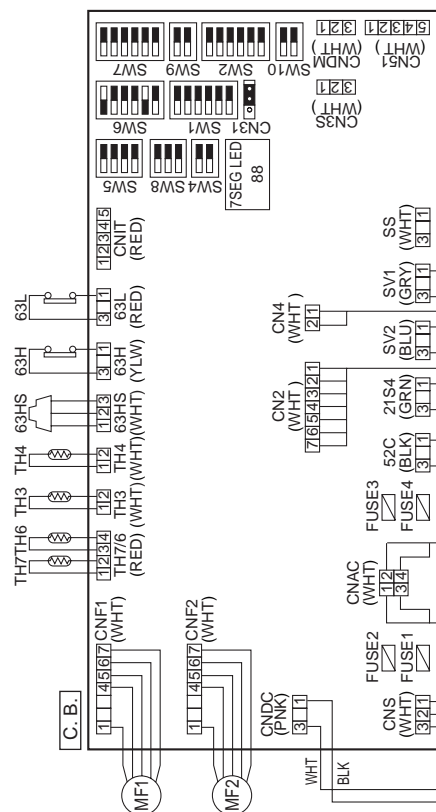 3 2 1
(WHT)
CNDM
5 4 3 2 1
(WHT)
CN51
SW7
SW9
SW2
SW10
3 2 1
(WHT)
CN3S
SW6
SW1
CN31
SW5
SW8
SW4
7SEG LED
88
1 2 3 4 5
CNIT
(RED)
63L
3 1
63L
(RED)
63H
3 1
63H
(YLW)
63HS
1 2 3
63HS
(WHT)
TH4
1 2
TH4
(WHT)
TH3
1 2
TH3
(WHT)
TH7 TH6
1 2 3 4
TH7/6
(RED)
SS
(WHT)
3 1
SV1
(GRY)
3 1
SV2
(BLU)
3 1
21S4
(GRN)
3 1
52C
(BLK)
3 1
CN4
(WHT )
2 1
CN2
(WHT )
7 6 5 4 3 2 1
FUSE3
FUSE4
CNAC
(WHT)
1 2
3 4
FUSE2
FUSE1
CNS
(WHT)
3 2 1
CNF1
(WHT)
1 4 5 6 7
CNF2
(WHT)
1 4 5 6 7
CNDC
(PNK)
3 1
C. B.
MF1
MF2
WHT
BLK